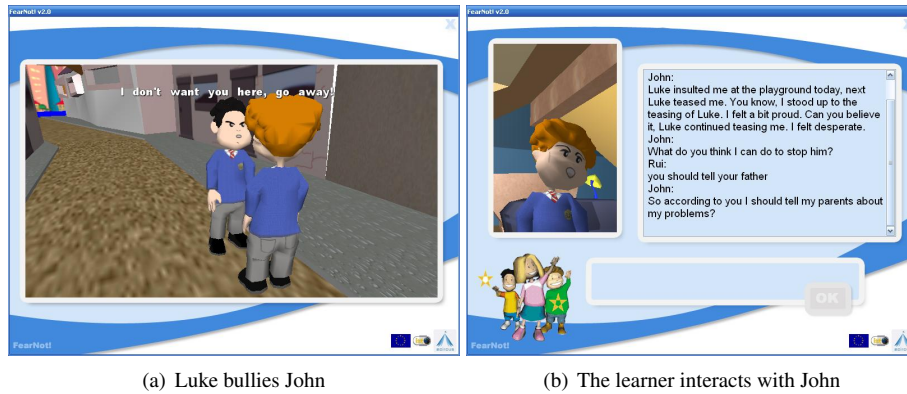 FearNot! v2.0
X
I don't want you here, go away!
FearNot!
FearNot! v2.0
X
John:
Luke insulted me at the playground today, next
Luke teased me. You know, I stood up to the
teasing of Luke. I felt a bit proud. Can you believe
it, Luke continued teasing me. I felt desperate.
John:
What do you think I can do to stop him?
Rui:
you should tell your father
John:
So according to you I should tell my parents about
my problems?
OK
FearNot!
(a) Luke bullies John
(b) The learner interacts with John